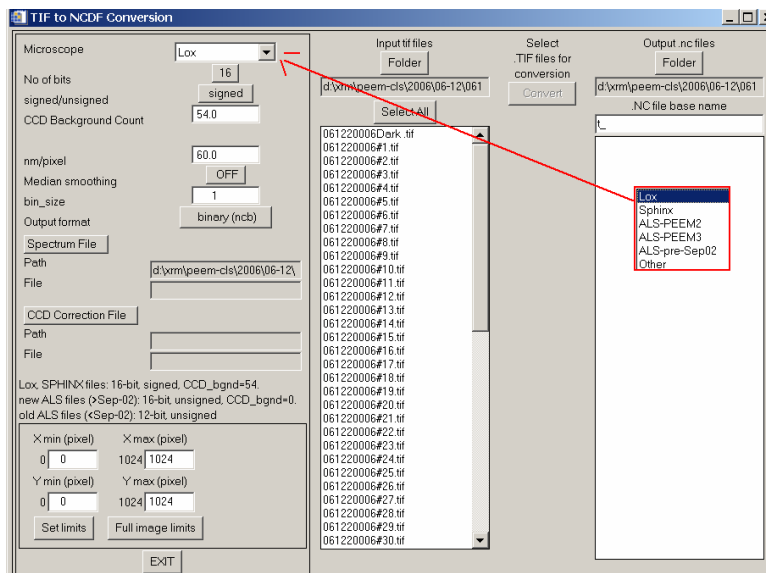 TIF to NCDF Conversion
Microscope
Lox
No of bits
16
signed/unsigned
signed
CCD Background Count
54.0
nm/pixel
60.0
Median smoothing
OFF
bin_size
1
Output format
binary (ncb)
Spectrum File
Path
d:\xrm\peem-cls\2006\06-12\
File
CCD Correction File
Path
File
Lox, SPHINX files: 16-bit, signed, CCD_bgnd=54.
new ALS files (>Sep-02): 16-bit, unsigned, CCD_bgnd=0.
old ALS files (<Sep-02): 12-bit, unsigned
X min (pixel)
X max (pixel)
0
0
1024
1024
Y min (pixel)
Y max (pixel)
0
0
1024
1024
Set limits
Full image limits
EXIT
Input tif files
Folder
d:\xrm\peem-cls\2006\06-12\061
Select All
061220006Dark .tif
061220006#1.tif
061220006#2.tif
061220006#3.tif
061220006#4.tif
061220006#5.tif
061220006#6.tif
061220006#7.tif
061220006#8.tif
061220006#9.tif
061220006#10.tif
061220006#11.tif
061220006#12.tif
061220006#13.tif
061220006#14.tif
061220006#15.tif
061220006#16.tif
061220006#17.tif
061220006#18.tif
061220006#19.tif
061220006#20.tif
061220006#21.tif
061220006#22.tif
061220006#23.tif
061220006#24.tif
061220006#25.tif
061220006#26.tif
061220006#27.tif
061220006#28.tif
061220006#29.tif
061220006#30.tif
Select
.TIF files for
conversion
Convert
Output .nc files
Folder
d:\xrm\peem-cls\2006\06-12\061
.NC file base name
t_
Lox
Sphinx
ALS-PEEM2
ALS-PEEM3
ALS-pre-Sep02
Other